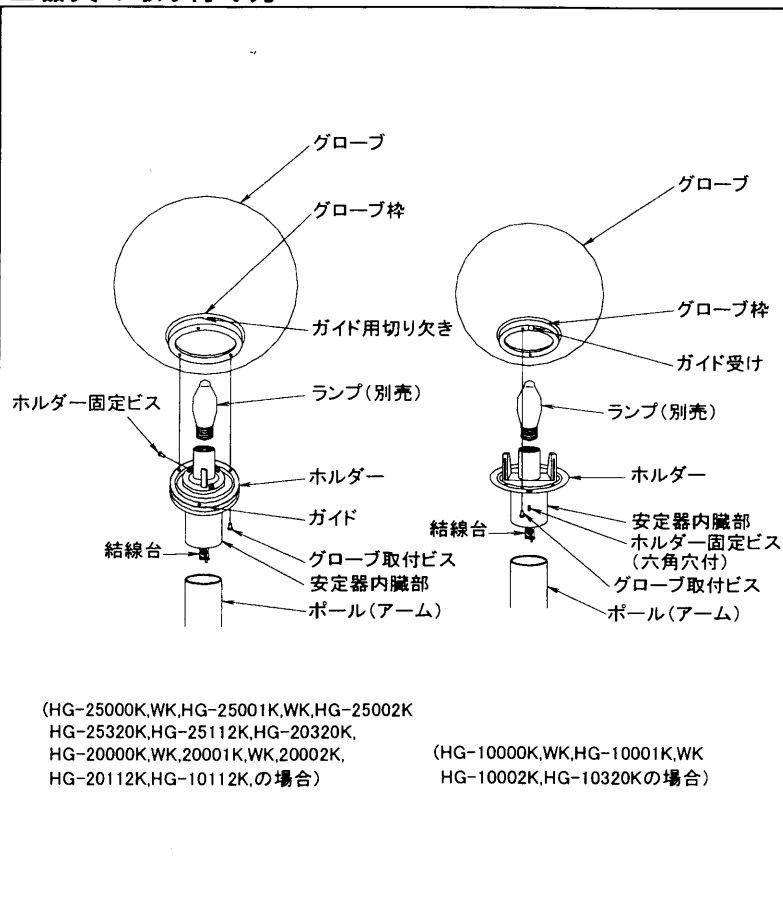 グローブ
グローブ枠
ガイド用切り欠き
ランプ(別売)
ホルダー固定ビス
ホルダー
ガイド
結線台
グローブ取付ビス
安定器内臓部
ポール(アーム)
(HG-25000K,WK,HG-25001K,WK,HG-25002K
HG-25320K,HG-25112K,HG-20320K,
HG-20000K,WK,20001K,WK,20002K,
HG-20112K,HG-10112K,の場合)
グローブ
グローブ枠
ガイド受け
ランプ(別売)
ホルダー
安定器内臓部
結線台
ホルダー固定ビス
(六角穴付)
グローブ取付ビス
ポール(アーム)
(HG-10000K,WK,HG-10001K,WK
HG-10002K,HG-10320Kの場合)